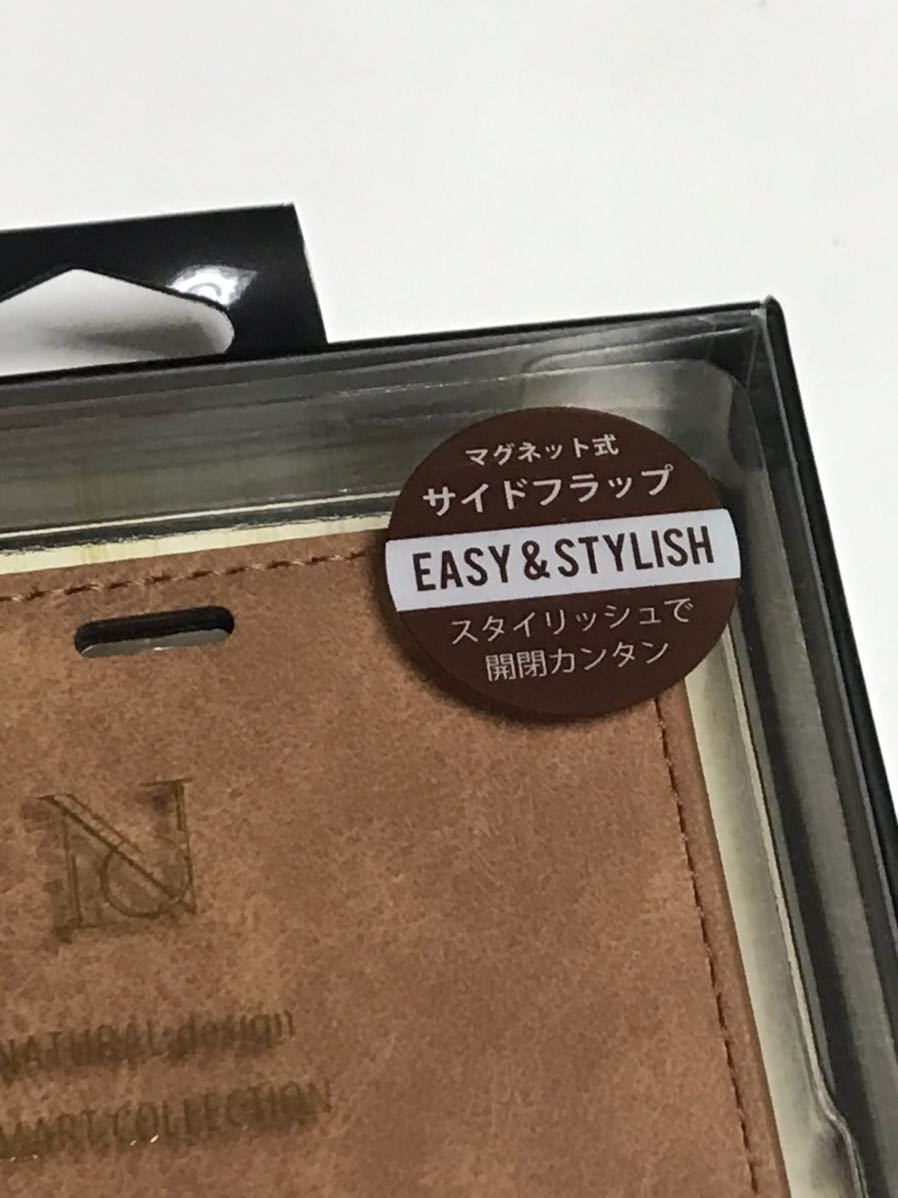 マグネット式
サイドフラップ
EASY & STYLISH
スタイリッシュで
開閉カンタン
N
NATURAL design
MART COLLECTION